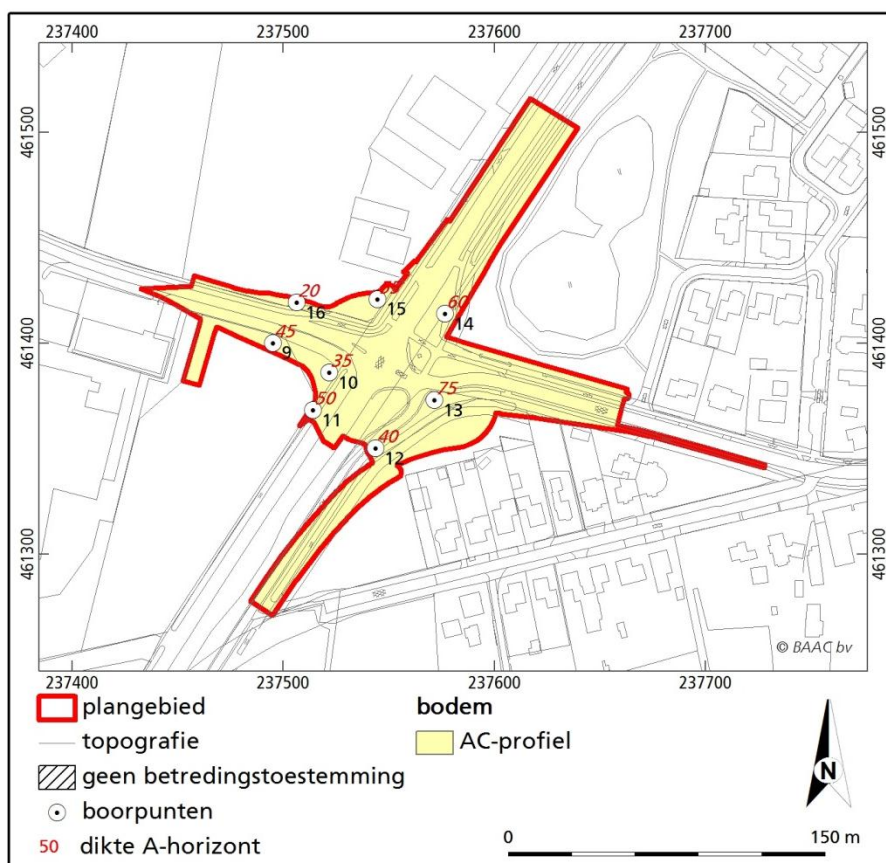 237400 237500 237600 237700
461500 461500
20
16
15
60
14
461400 461400
45
9
35
10
75
13
50
11
40
12
461300 461300
© BAAC bv
237400 237500 237600 237700
plangebied
topografie
geen betredingstoestemming
boorpunten
50 dikte A-horizont
bodem
AC-profiel
N
0 150 m